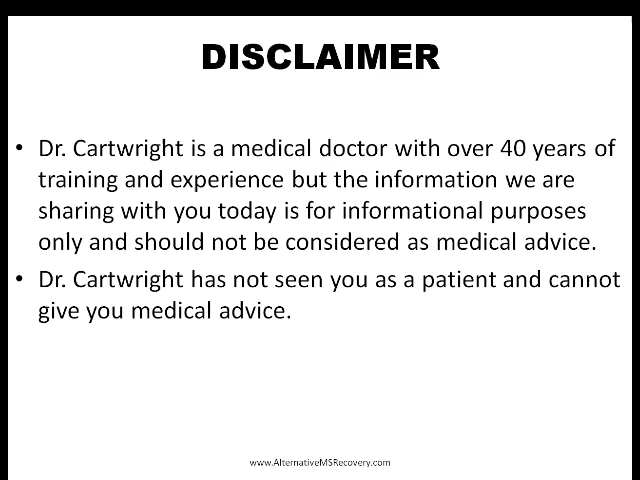 DISCLAIMER
• Dr. Cartwright is a medical doctor with over 40 years of
training and experience but the information we are
sharing with you today is for informational purposes
only and should not be considered as medical advice.
• Dr. Cartwright has not seen you as a patient and cannot
give you medical advice.
www.AlternativeMSRecovery.com